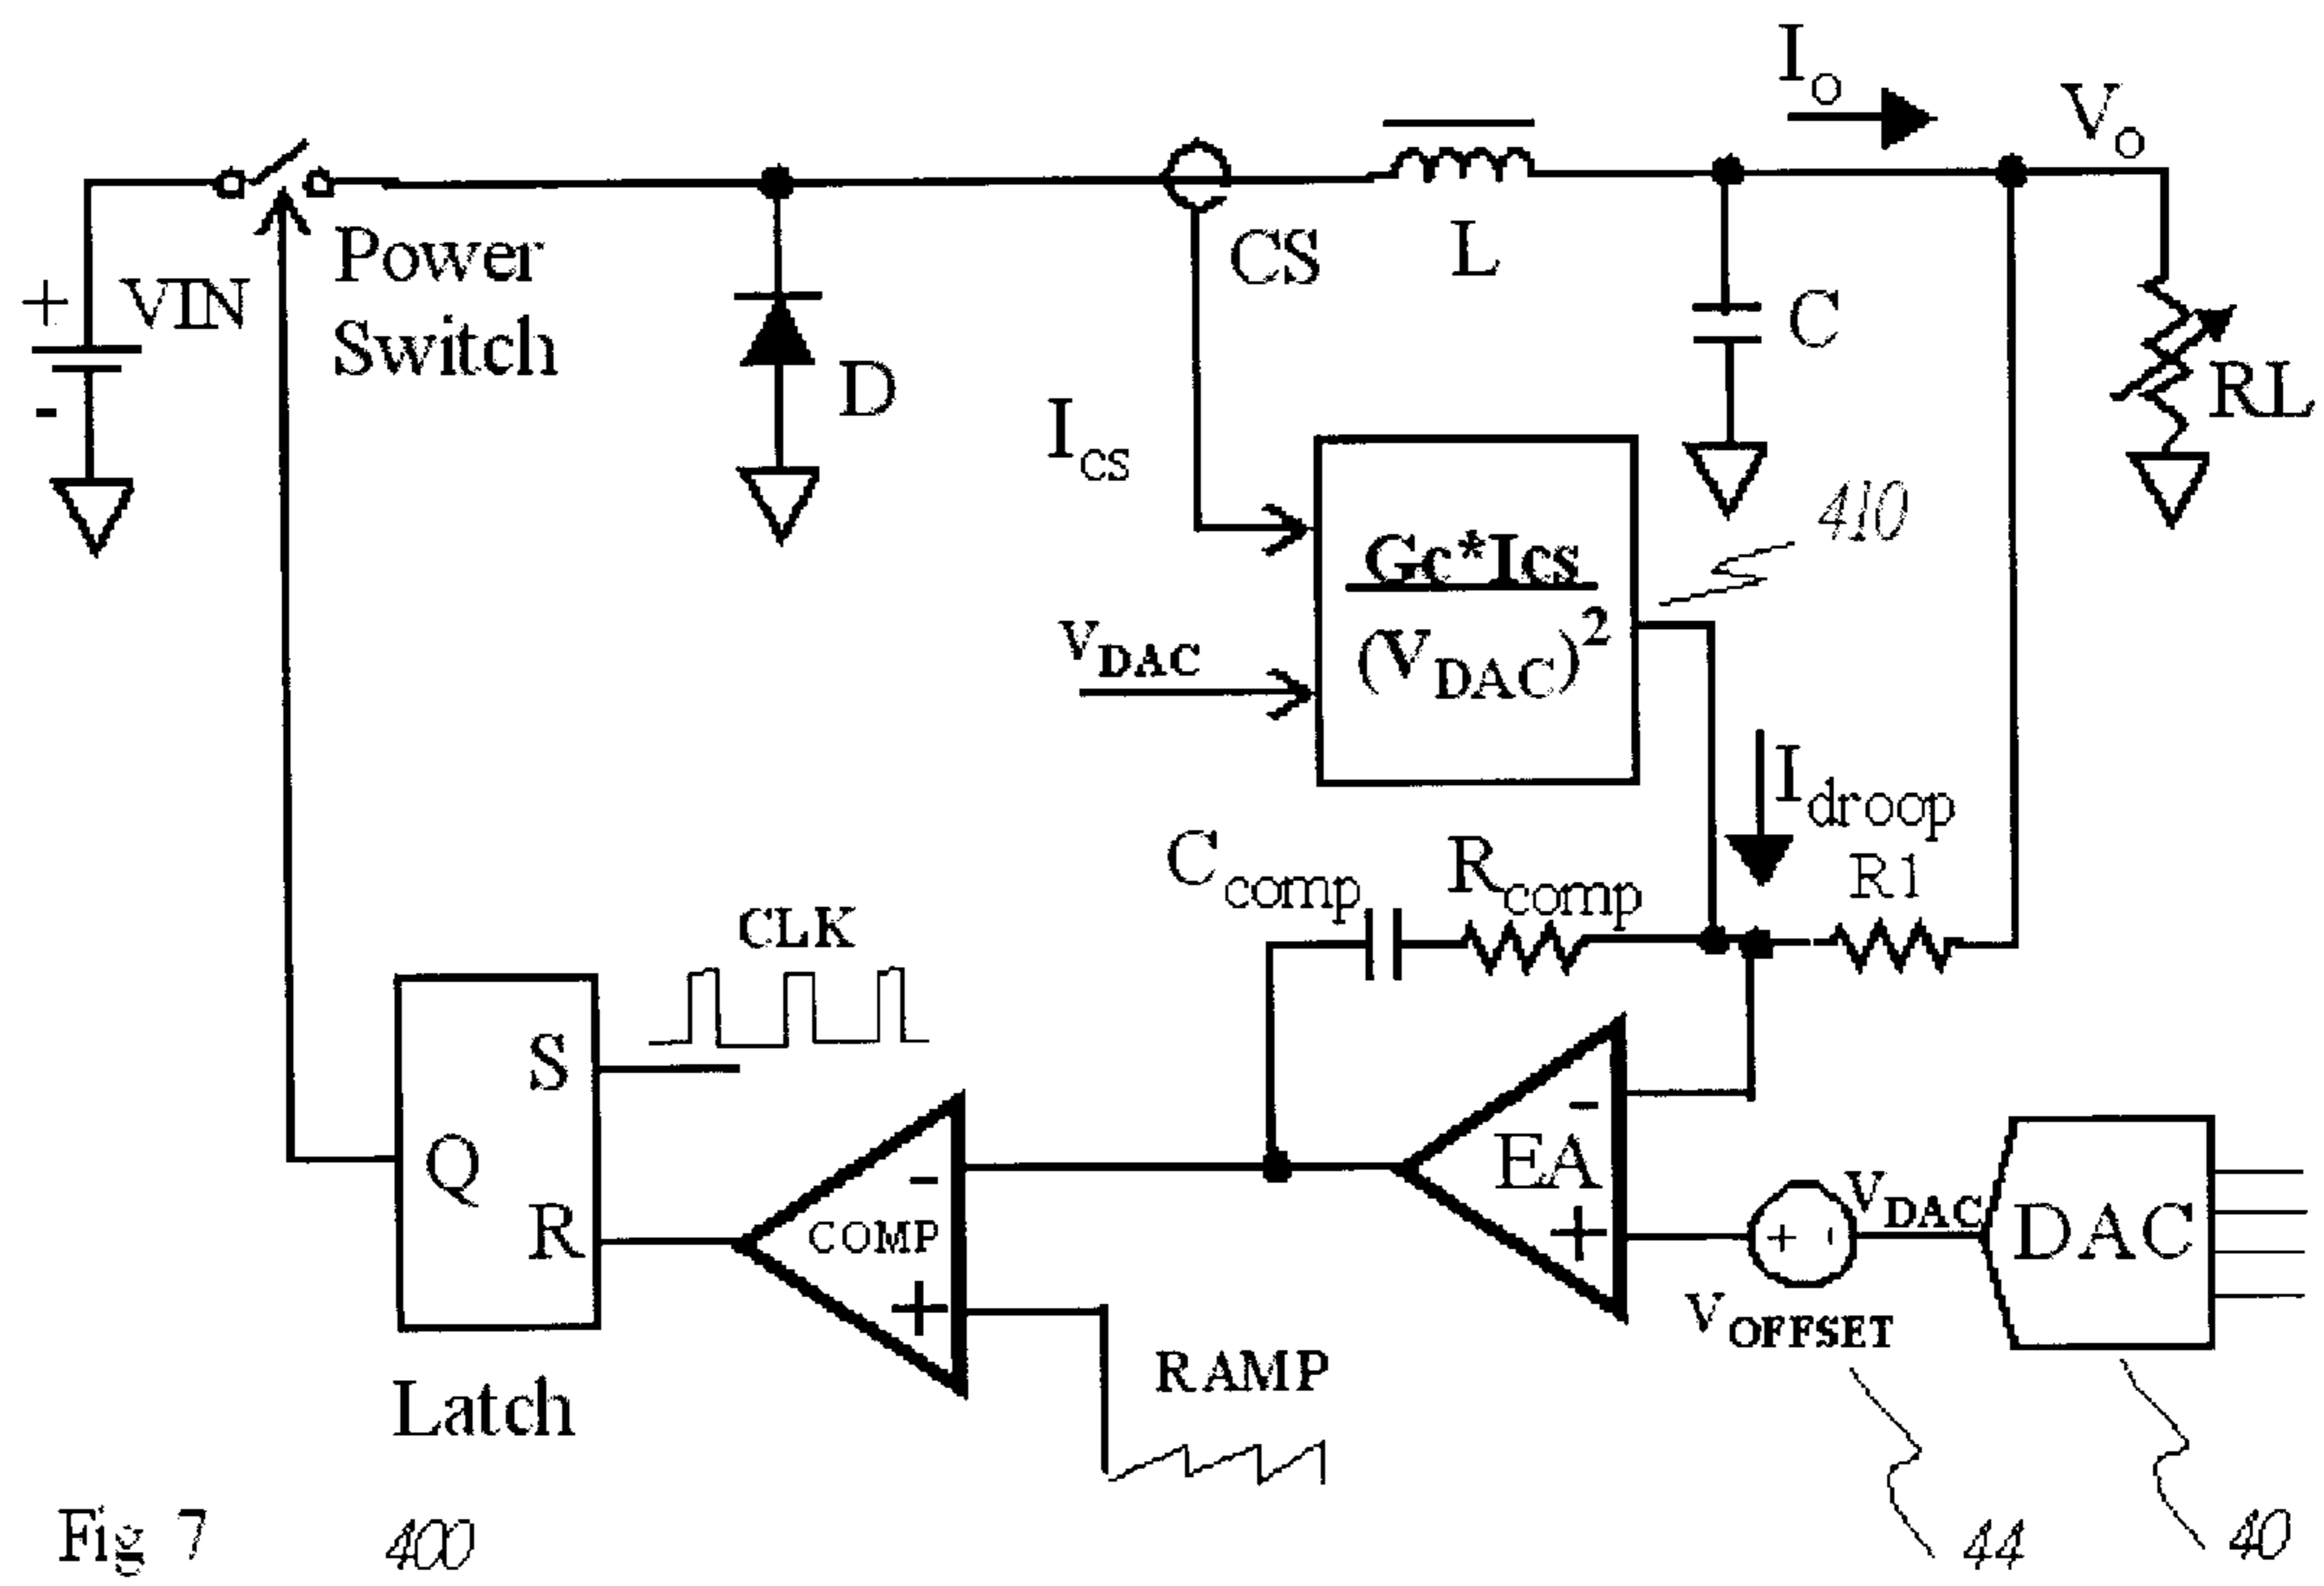 Io
Vo
+
VIN
-
Power
Switch
D
CS
L
C
RL
Ics
410
Gc*Ics
(VDAC)²
VDAC
Idroop
Ccomp
Rcomp
R1
CLK
S
Q
R
Latch
-
COMP
+
RAMP
-
EA
+
+ -
VOFFSET
VDAC
DAC
Fig 7
400
44
40